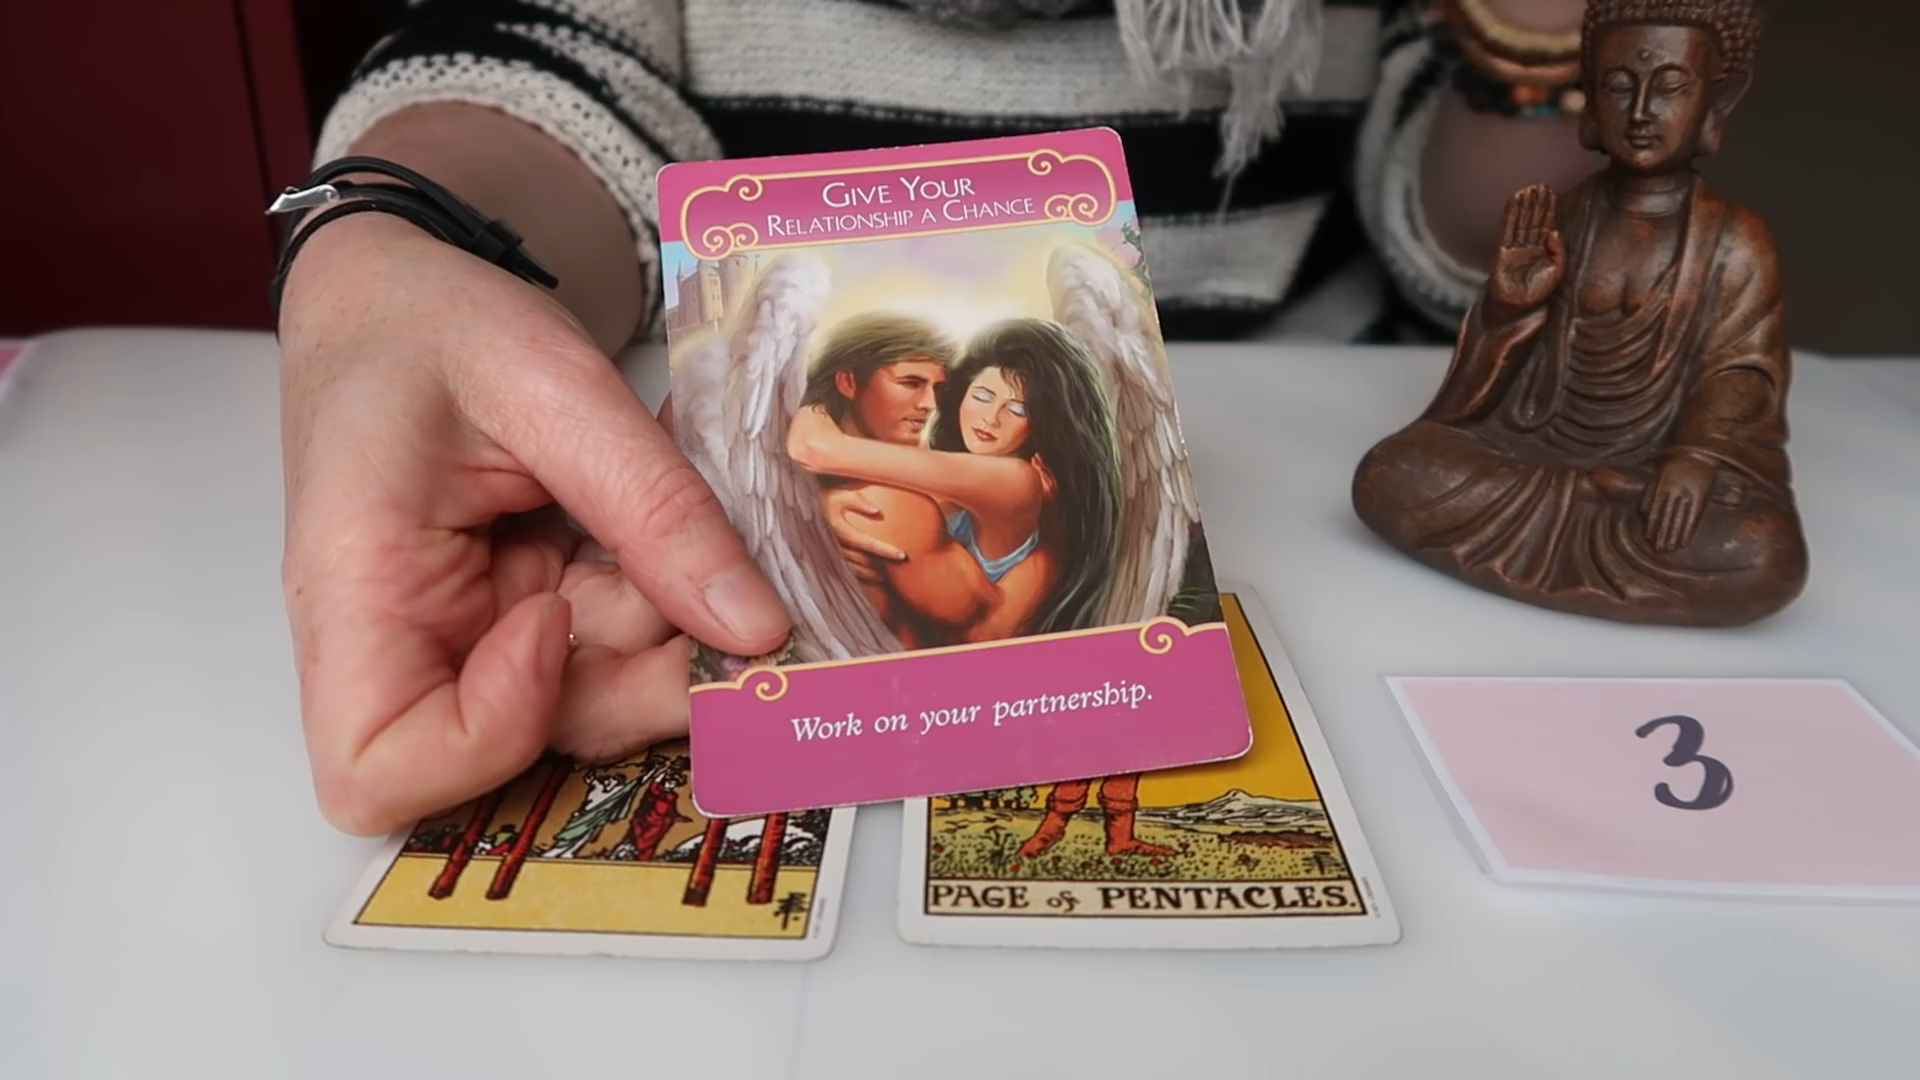 Give Your
Relationship a Chance
Work on your partnership.
3
PAGE of PENTACLES.